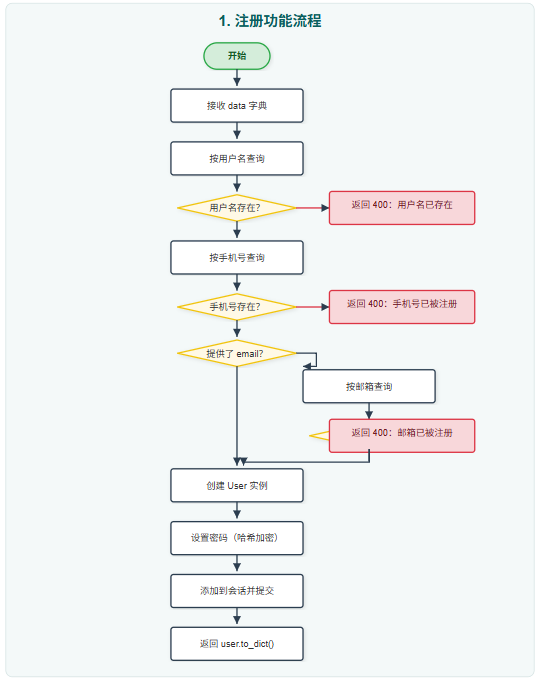 1. 注册功能流程
开始
接收 data 字典
按用户名查询
用户名存在？
返回 400：用户名已存在
按手机号查询
手机号存在？
返回 400：手机号已被注册
提供了 email？
按邮箱查询
返回 400：邮箱已被注册
创建 User 实例
设置密码（哈希加密）
添加到会话并提交
返回 user.to_dict()